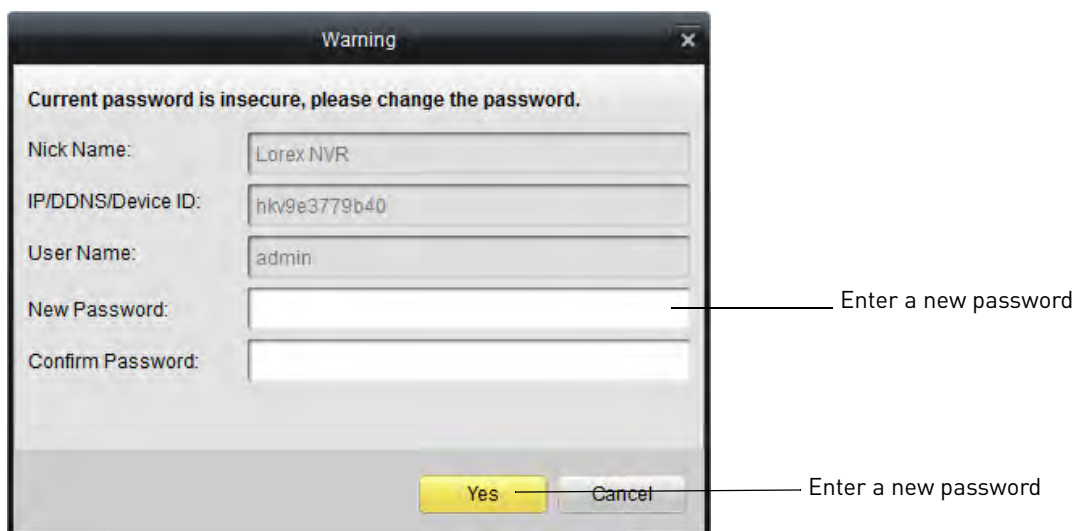 Warning
Current password is insecure, please change the password.
Nick Name: Lorex NVR
IP/DDNS/Device ID: hkv9e3779b40
User Name: admin
New Password: Enter a new password
Confirm Password:
Yes Cancel Enter a new password